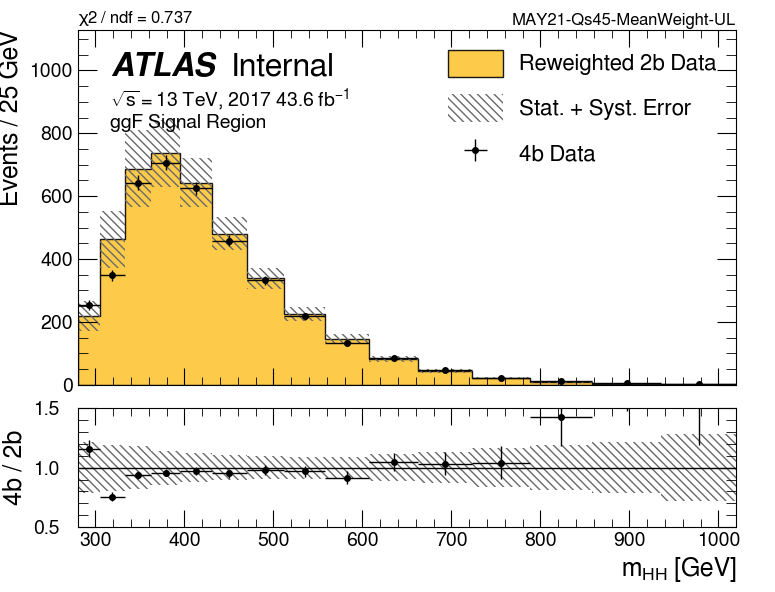 χ2 / ndf = 0.737
MAY21-Qs45-MeanWeight-UL
Events / 25 GeV
1000
800
600
400
200
0
ATLAS Internal
√s = 13 TeV, 2017 43.6 fb−1
ggF Signal Region
Reweighted 2b Data
Stat. + Syst. Error
4b Data
4b / 2b
1.5
1.0
0.5
300 400 500 600 700 800 900 1000
mHH [GeV]